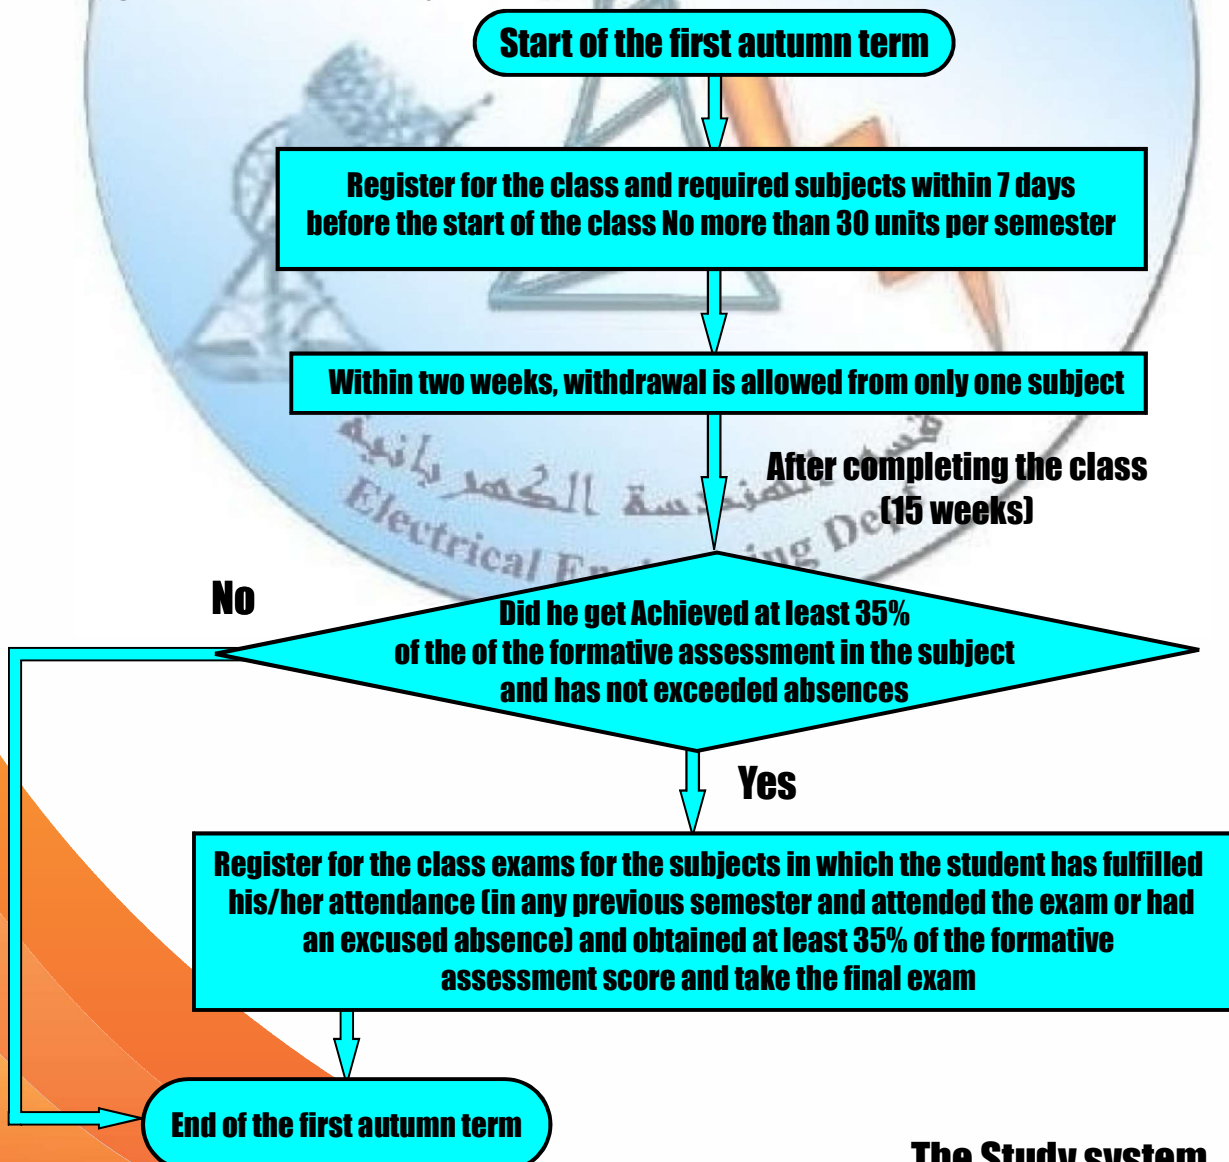 Start of the first autumn term
Register for the class and required subjects within 7 days
before the start of the class No more than 30 units per semester
Within two weeks, withdrawal is allowed from only one subject
After completing the class
(15 weeks)
الكهربائية
Electrical
Did he get Achieved at least 35%
of the of the formative assessment in the subject
and has not exceeded absences
No
Yes
Register for the class exams for the subjects in which the student has fulfilled
his/her attendance (in any previous semester and attended the exam or had
an excused absence) and obtained at least 35% of the formative
assessment score and take the final exam
End of the first autumn term
The Study system